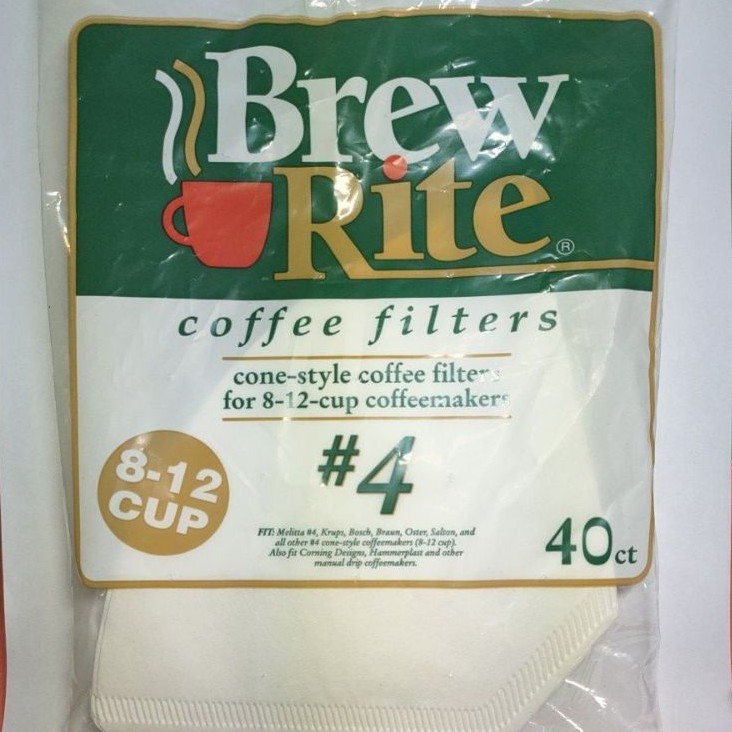 Brew
Rite®
coffee filters
cone-style coffee filters
for 8-12-cup coffeemakers
#4
8-12
CUP
FIT: Melitta #4, Krups, Bosch, Braun, Oster, Salton, and
all other #4 cone-style coffeemakers (8-12 cup).
Also fit Corning Designs, Hammerplast and other
manual drip coffeemakers.
40ct